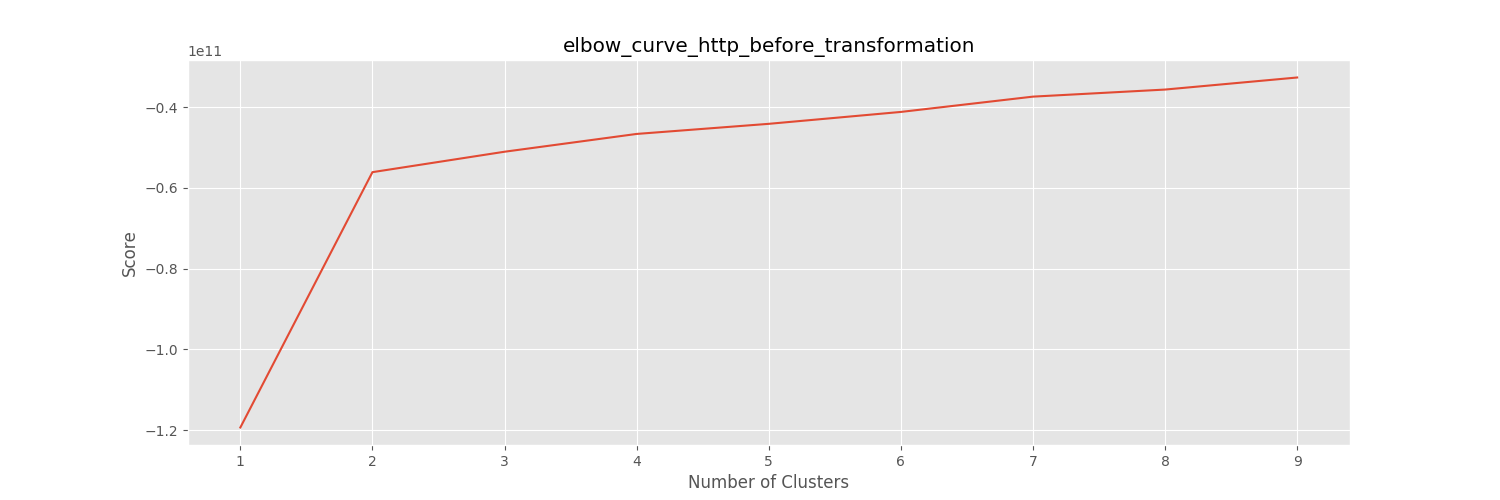 elbow_curve_http_before_transformation
1e11
−0.4
−0.6
−0.8
−1.0
−1.2
Score
1 2 3 4 5 6 7 8 9
Number of Clusters